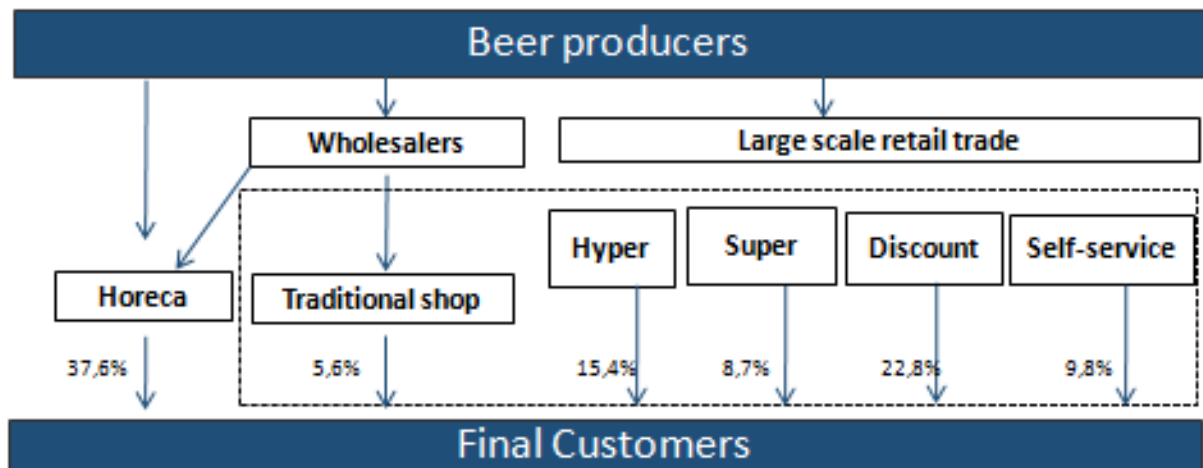 Beer producers
Wholesalers
Large scale retail trade
Hyper
Super
Discount
Self-service
Horeca
Traditional shop
37,6%
5,6%
15,4%
8,7%
22,8%
9,8%
Final Customers